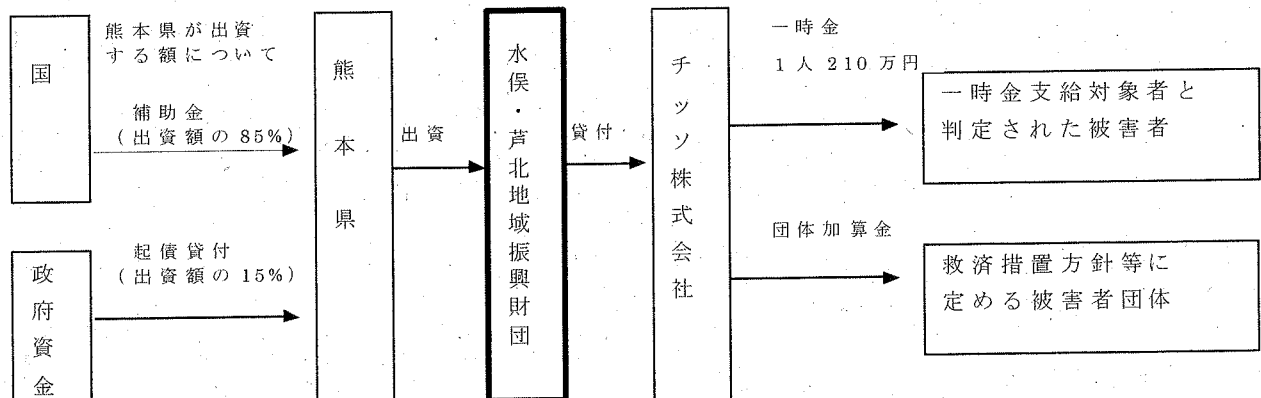 国
熊本県が出資
する額について
補助金
(出資額の 85%)
政府資金
起債貸付
(出資額の 15%)
熊本県
出資
水俣・芦北地域振興財団
貸付
チッソ株式会社
一時金
1人 210万円
一時金支給対象者と
判定された被害者
団体加算金
救済措置方針等に
定める被害者団体